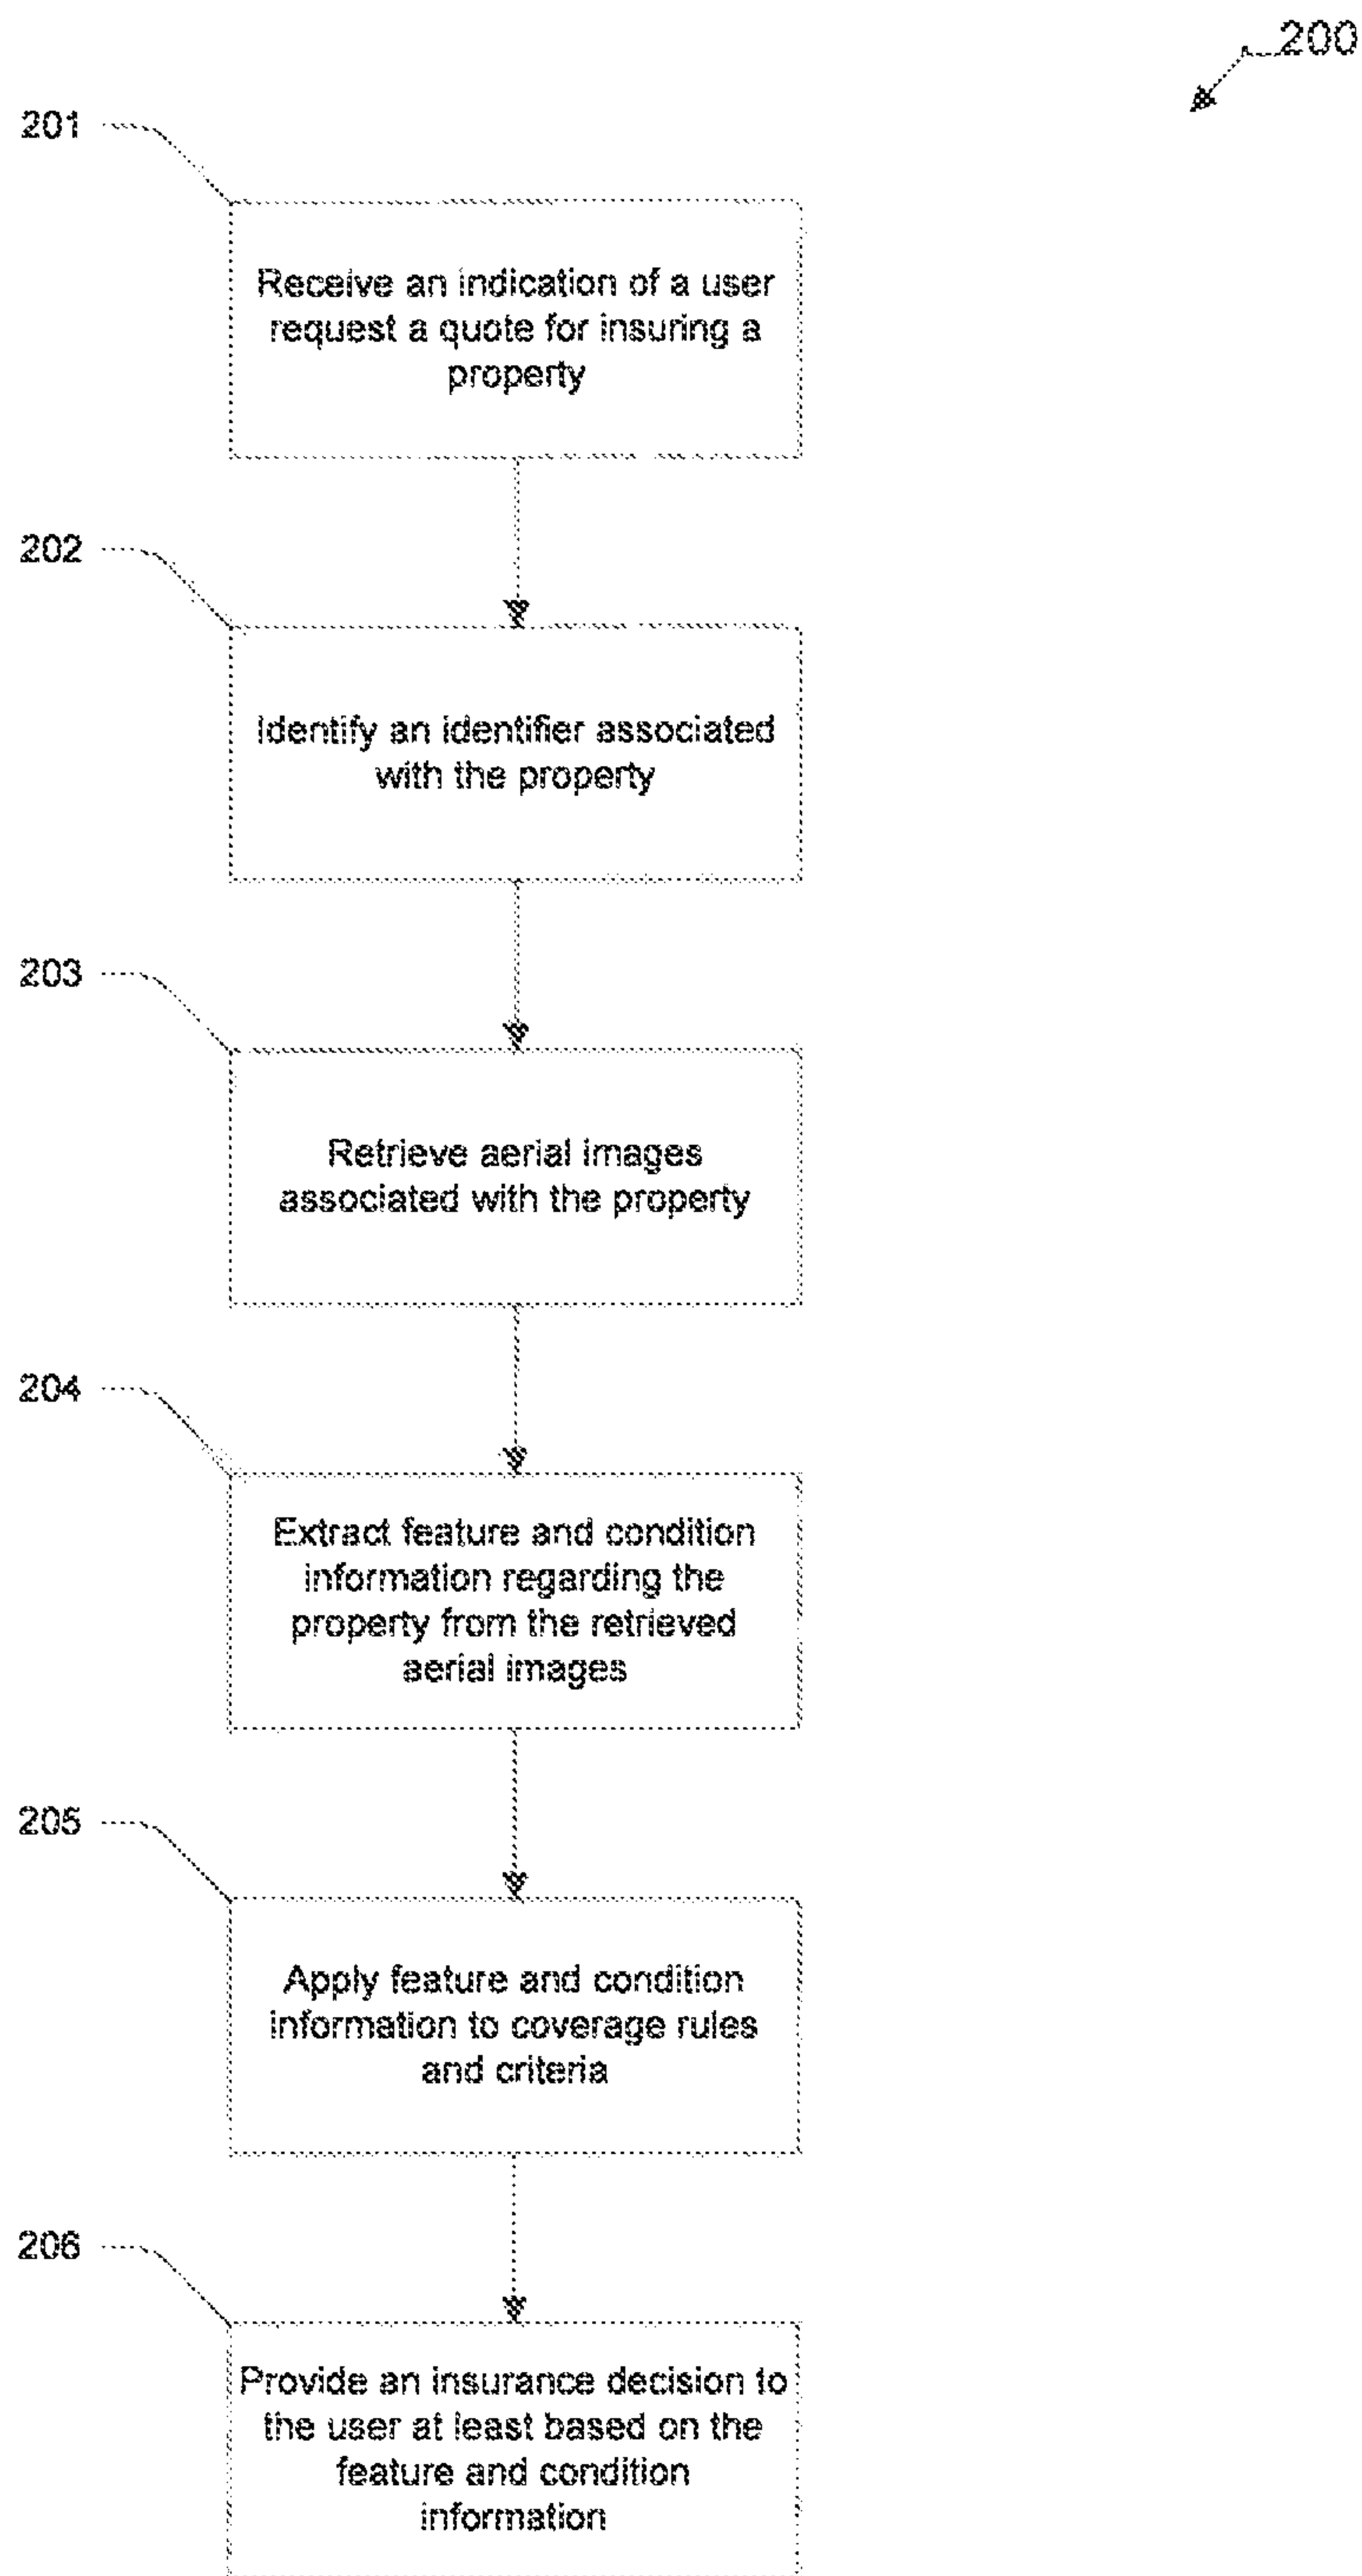 200
201
Receive an indication of a user
request a quote for insuring a
property
202
Identify an identifier associated
with the property
203
Retrieve aerial images
associated with the property
204
Extract feature and condition
information regarding the
property from the retrieved
aerial images
205
Apply feature and condition
information to coverage rules
and criteria
206
Provide an insurance decision to
the user at least based on the
feature and condition
information